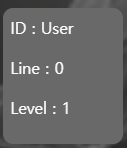 ID : User
Line : 0
Level : 1